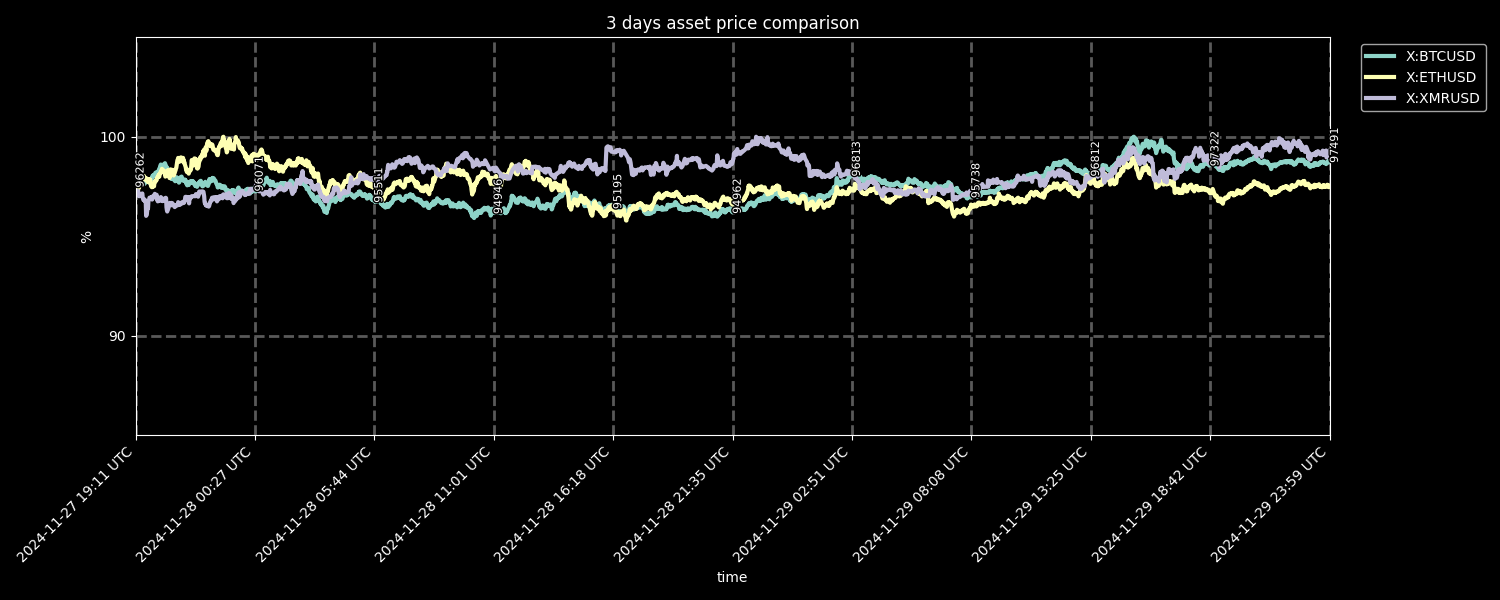 3 days asset price comparison
X:BTCUSD
X:ETHUSD
X:XMRUSD
100
90
%
96262
96071
95591
94946
95195
94962
96813
95738
96812
97322
97491
2024-11-27 19:11 UTC
2024-11-28 00:27 UTC
2024-11-28 05:44 UTC
2024-11-28 11:01 UTC
2024-11-28 16:18 UTC
2024-11-28 21:35 UTC
2024-11-29 02:51 UTC
2024-11-29 08:08 UTC
2024-11-29 13:25 UTC
2024-11-29 18:42 UTC
2024-11-29 23:59 UTC
time